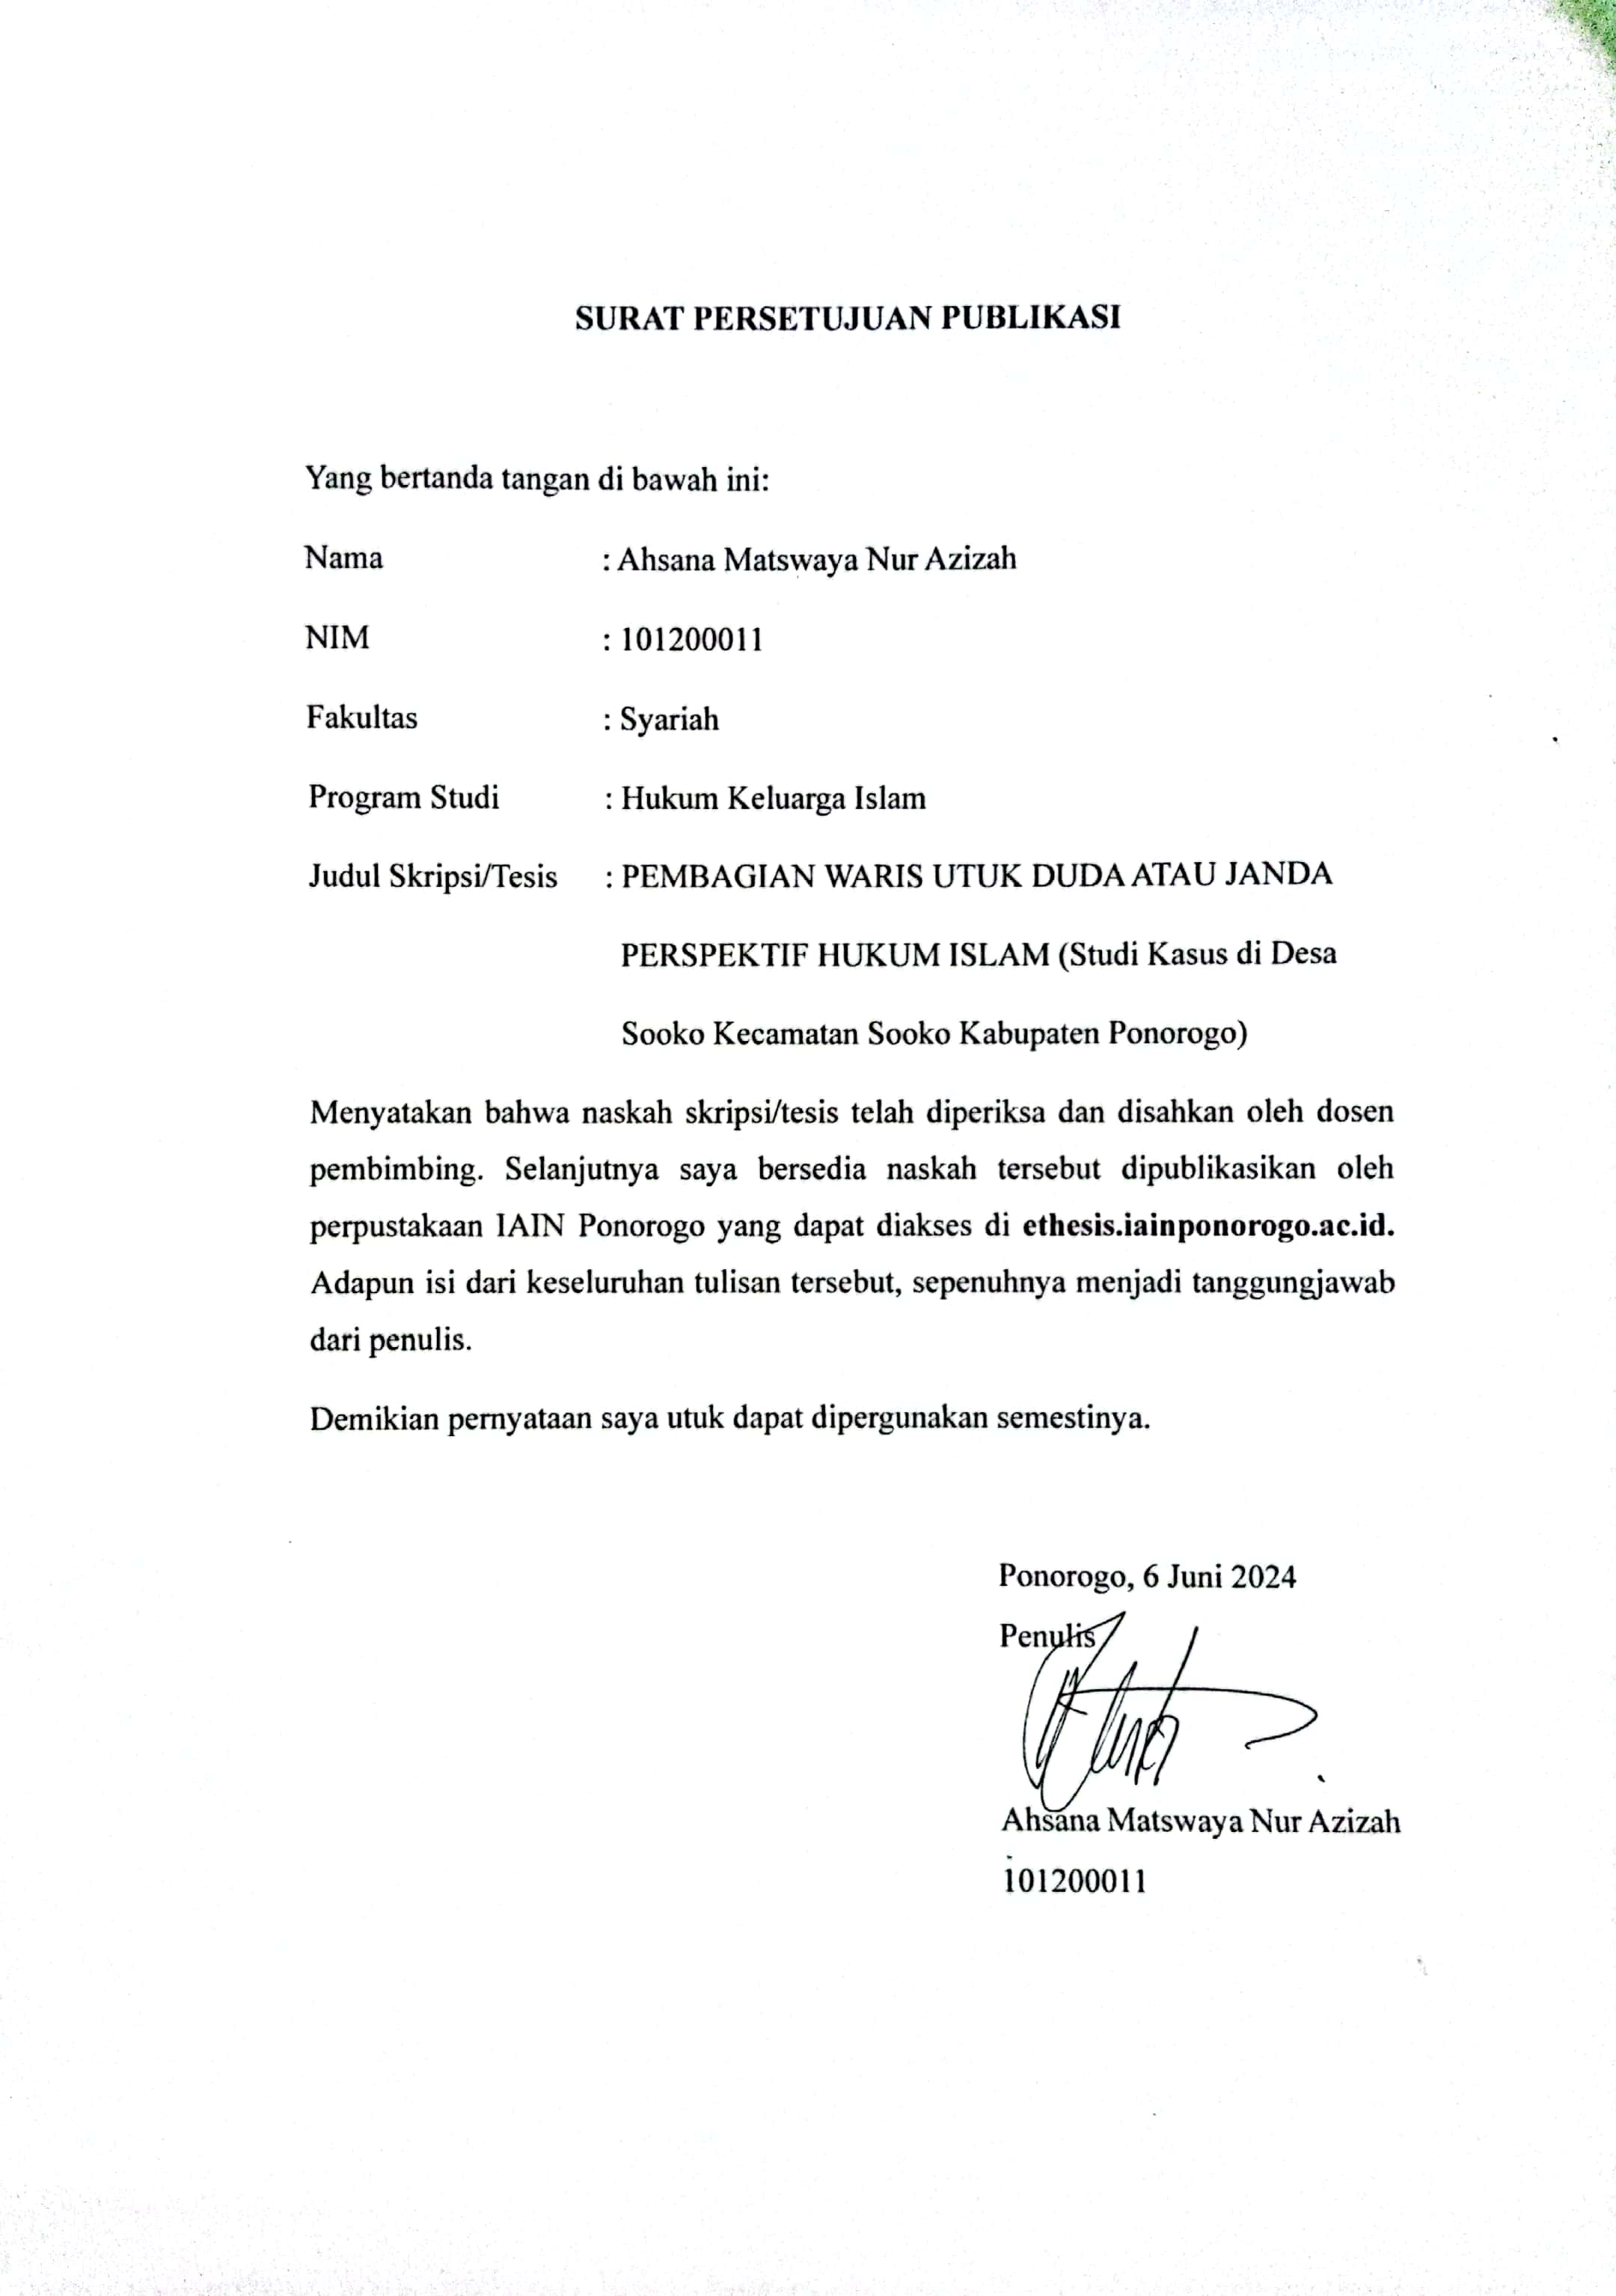 SURAT PERSETUJUAN PUBLIKASI
Yang bertanda tangan di bawah ini:
Nama : Ahsana Matswaya Nur Azizah
NIM : 101200011
Fakultas : Syariah
Program Studi : Hukum Keluarga Islam
Judul Skripsi/Tesis : PEMBAGIAN WARIS UTUK DUDA ATAU JANDA
PERSPEKTIF HUKUM ISLAM (Studi Kasus di Desa
Sooko Kecamatan Sooko Kabupaten Ponorogo)
Menyatakan bahwa naskah skripsi/tesis telah diperiksa dan disahkan oleh dosen
pembimbing. Selanjutnya saya bersedia naskah tersebut dipublikasikan oleh
perpustakaan IAIN Ponorogo yang dapat diakses di ethesis.iainponorogo.ac.id.
Adapun isi dari keseluruhan tulisan tersebut, sepenuhnya menjadi tanggungjawab
dari penulis.
Demikian pernyataan saya utuk dapat dipergunakan semestinya.
Ponorogo, 6 Juni 2024
Penulis
Ahsana Matswaya Nur Azizah
101200011